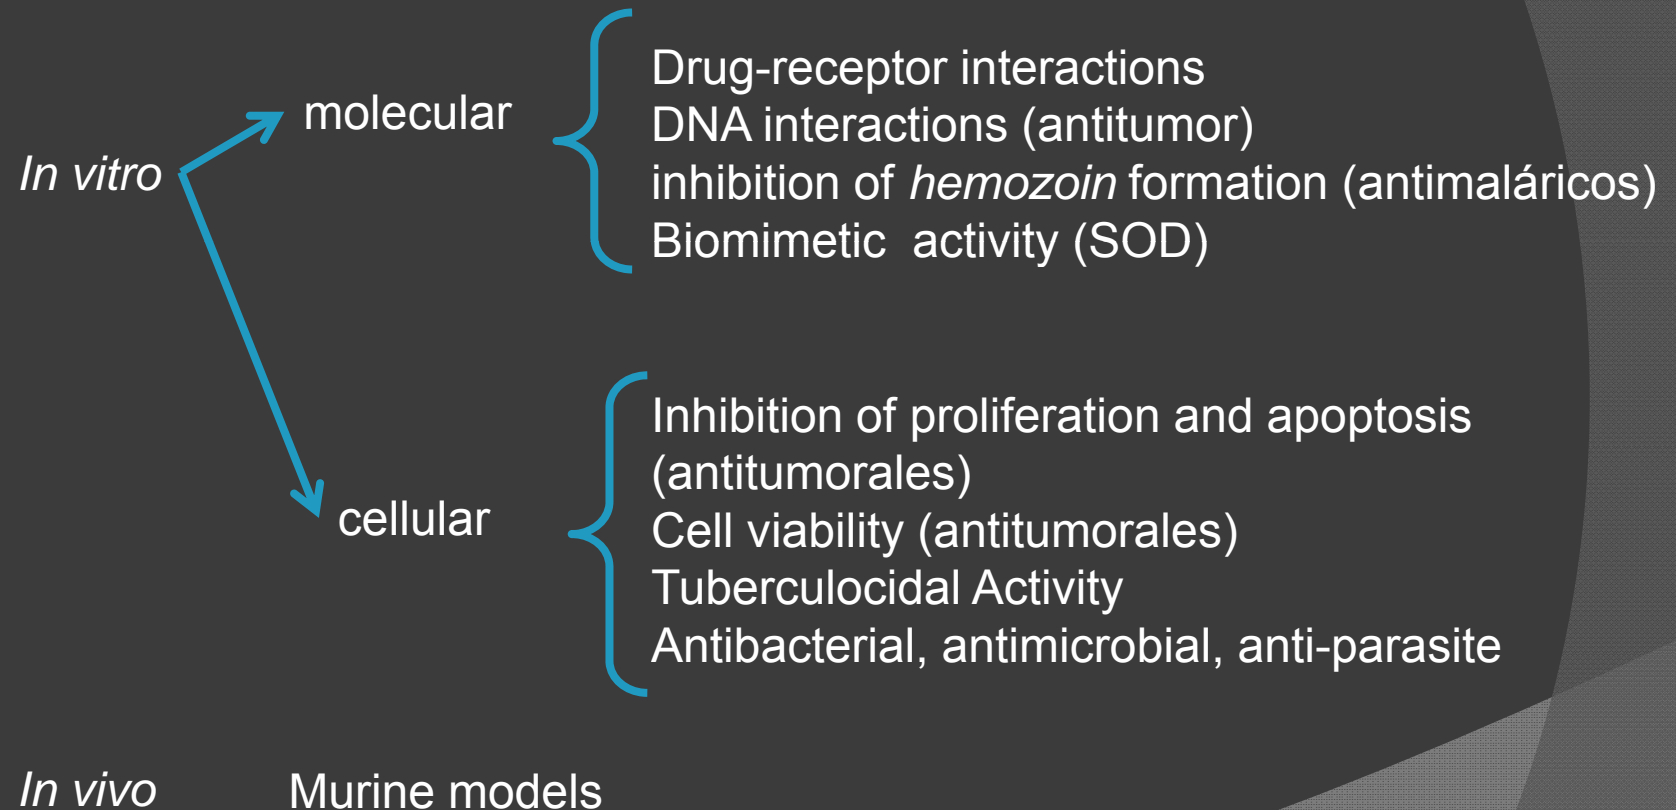 In vitro
molecular
Drug-receptor interactions
DNA interactions (antitumor)
inhibition of hemozoin formation (antimaláricos)
Biomimetic activity (SOD)
cellular
Inhibition of proliferation and apoptosis
(antitumorales)
Cell viability (antitumorales)
Tuberculocidal Activity
Antibacterial, antimicrobial, anti-parasite
In vivo Murine models